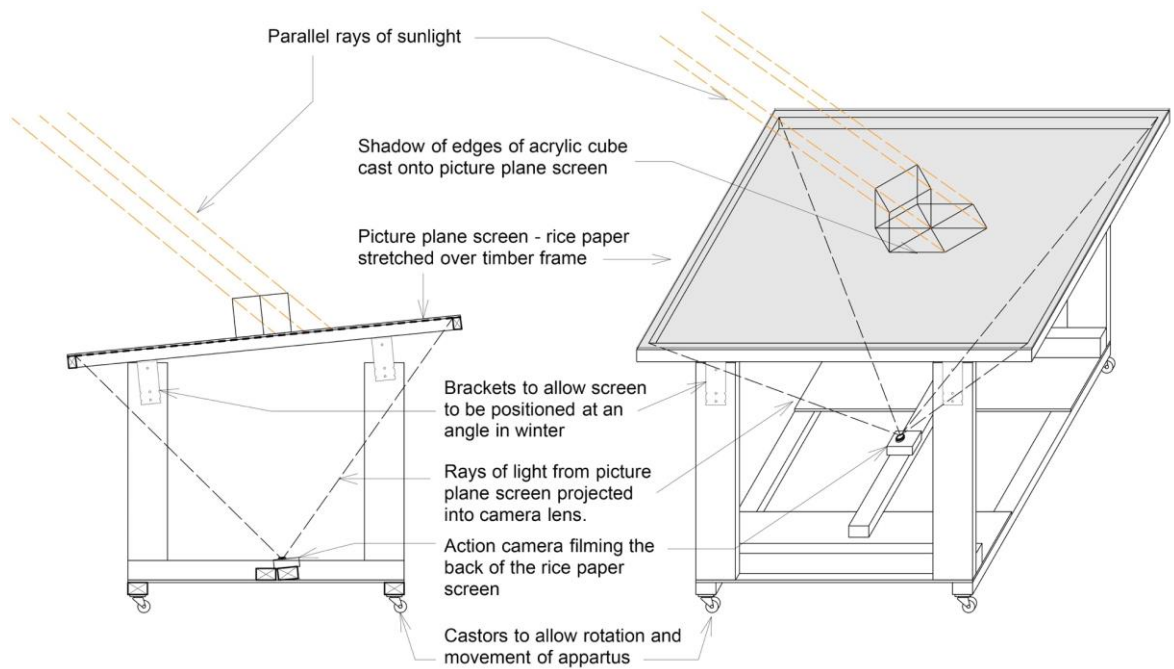 Parallel rays of sunlight
Shadow of edges of acrylic cube
cast onto picture plane screen
Picture plane screen - rice paper
stretched over timber frame
Brackets to allow screen
to be positioned at an
angle in winter
Rays of light from picture
plane screen projected
into camera lens.
Action camera filming the
back of the rice paper
screen
Castors to allow rotation and
movement of appartus